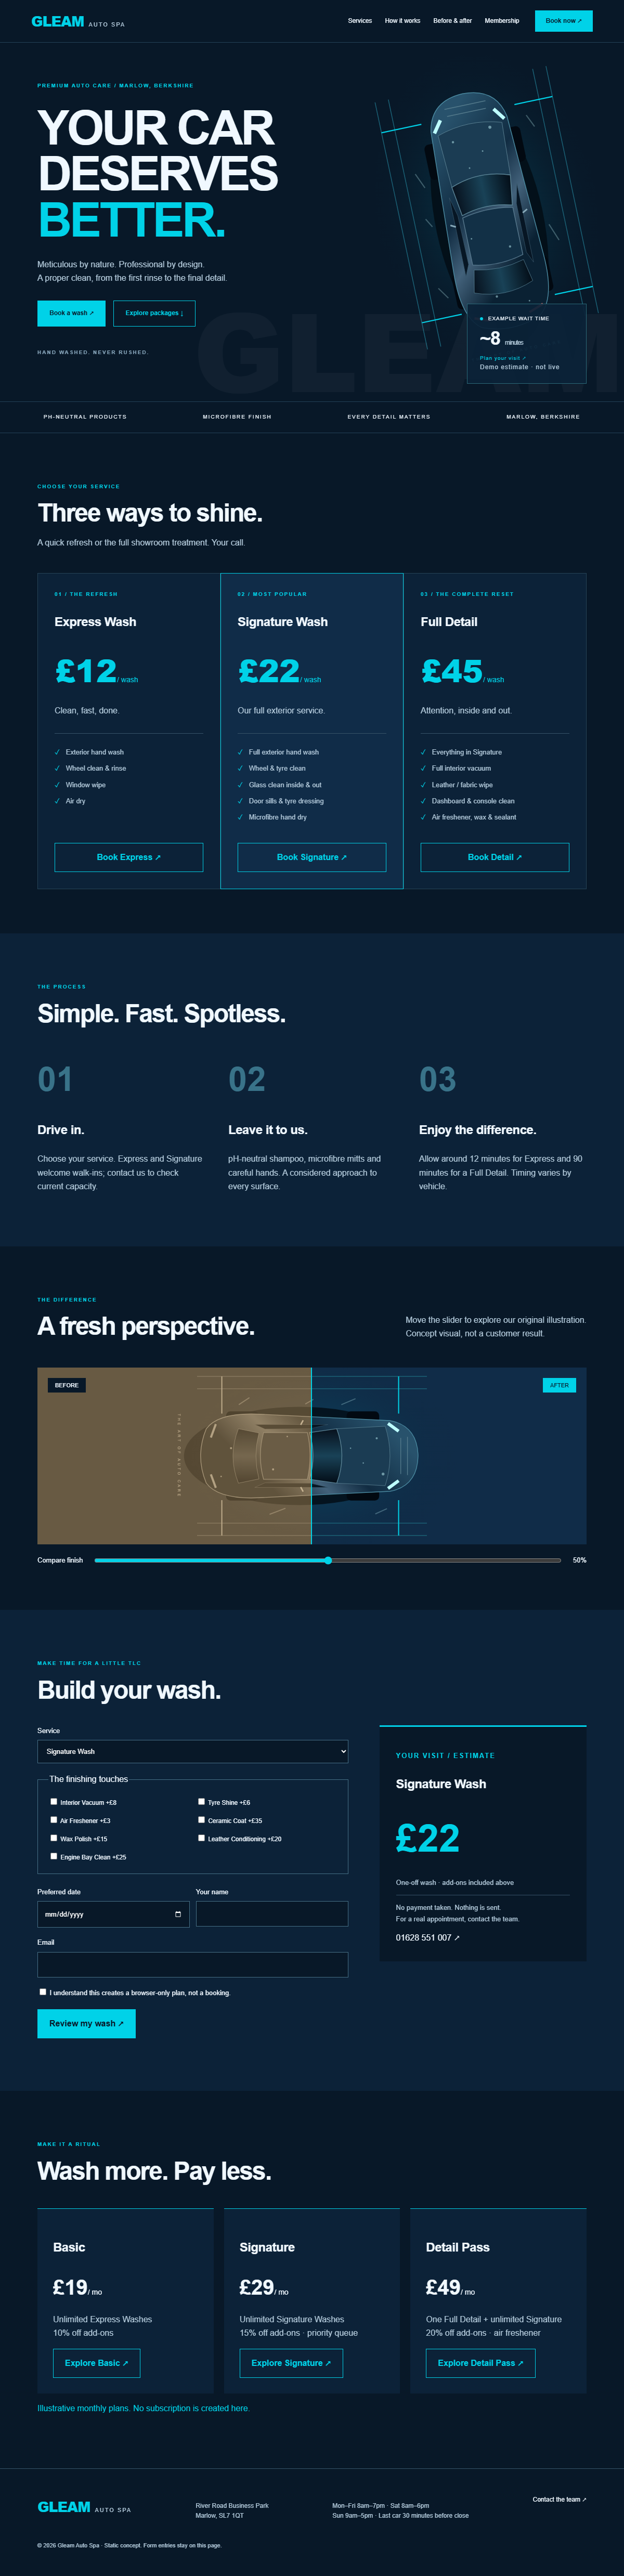 GLEAM AUTO SPA
Services How it works Before & after Membership Book now ↗
PREMIUM AUTO CARE / MARLOW, BERKSHIRE
YOUR CAR
DESERVES
BETTER.
Meticulous by nature. Professional by design.
A proper clean, from the first rinse to the final detail.
Book a wash ↗ Explore packages ↓
HAND WASHED. NEVER RUSHED.
GLEAM
EXAMPLE WAIT TIME
~8 minutes
Plan your visit ↗
Demo estimate · not live
PH-NEUTRAL PRODUCTS MICROFIBRE FINISH EVERY DETAIL MATTERS MARLOW, BERKSHIRE
CHOOSE YOUR SERVICE
Three ways to shine.
A quick refresh or the full showroom treatment. Your call.
01 / THE REFRESH
Express Wash
£12 / wash
Clean, fast, done.
✓ Exterior hand wash
✓ Wheel clean & rinse
✓ Window wipe
✓ Air dry
Book Express ↗
02 / MOST POPULAR
Signature Wash
£22 / wash
Our full exterior service.
✓ Full exterior hand wash
✓ Wheel & tyre clean
✓ Glass clean inside & out
✓ Door sills & tyre dressing
✓ Microfibre hand dry
Book Signature ↗
03 / THE COMPLETE RESET
Full Detail
£45 / wash
Attention, inside and out.
✓ Everything in Signature
✓ Full interior vacuum
✓ Leather / fabric wipe
✓ Dashboard & console clean
✓ Air freshener, wax & sealant
Book Detail ↗
THE PROCESS
Simple. Fast. Spotless.
01
Drive in.
Choose your service. Express and Signature
welcome walk-ins; contact us to check
current capacity.
02
Leave it to us.
pH-neutral shampoo, microfibre mitts and
careful hands. A considered approach to
every surface.
03
Enjoy the difference.
Allow around 12 minutes for Express and 90
minutes for a Full Detail. Timing varies by
vehicle.
THE DIFFERENCE
A fresh perspective.
Move the slider to explore our original illustration.
Concept visual, not a customer result.
BEFORE
AFTER
THE ART OF AUTO CARE
Compare finish 50%
MAKE TIME FOR A LITTLE TLC
Build your wash.
Service
Signature Wash
The finishing touches
Interior Vacuum +£8 Tyre Shine +£6
Air Freshener +£3 Ceramic Coat +£35
Wax Polish +£15 Leather Conditioning +£20
Engine Bay Clean +£25
Preferred date Your name
mm/dd/yyyy
Email
I understand this creates a browser-only plan, not a booking.
Review my wash ↗
YOUR VISIT / ESTIMATE
Signature Wash
£22
One-off wash · add-ons included above
No payment taken. Nothing is sent.
For a real appointment, contact the team.
01628 551 007 ↗
MAKE IT A RITUAL
Wash more. Pay less.
Basic
£19 / mo
Unlimited Express Washes
10% off add-ons
Explore Basic ↗
Signature
£29 / mo
Unlimited Signature Washes
15% off add-ons · priority queue
Explore Signature ↗
Detail Pass
£49 / mo
One Full Detail + unlimited Signature
20% off add-ons · air freshener
Explore Detail Pass ↗
Illustrative monthly plans. No subscription is created here.
GLEAM AUTO SPA
River Road Business Park
Marlow, SL7 1QT
Mon–Fri 8am–7pm · Sat 8am–6pm
Sun 9am–5pm · Last car 30 minutes before close
Contact the team ↗
© 2026 Gleam Auto Spa · Static concept. Form entries stay on this page.